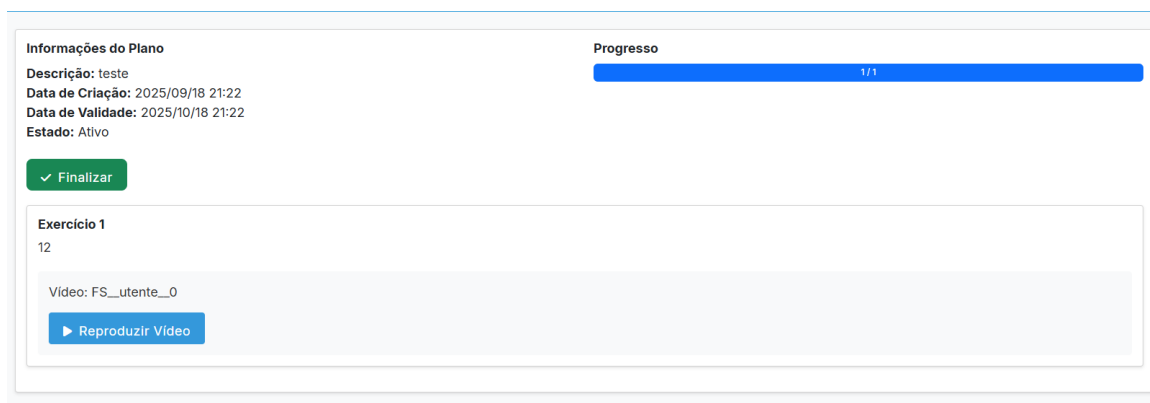 Informações do Plano
Descrição: teste
Data de Criação: 2025/09/18 21:22
Data de Validade: 2025/10/18 21:22
Estado: Ativo
Progresso
1 / 1
Finalizar
Exercício 1
12
Vídeo: FS__utente__0
Reproduzir Vídeo